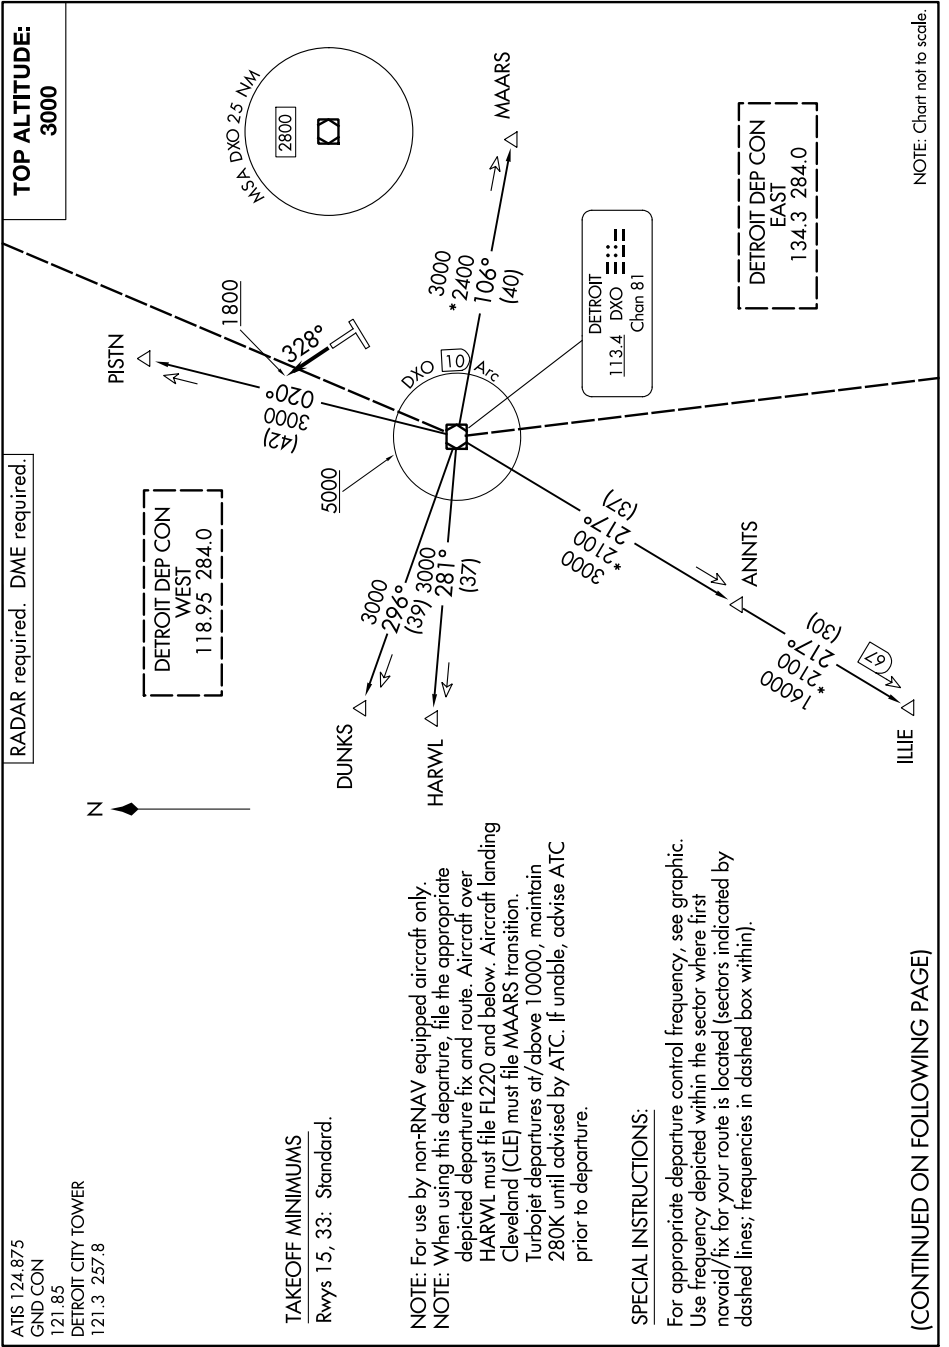 ATIS 124.875
GND CON
121.85
DETROIT CITY TOWER
121.3 257.8
RADAR required. DME required.
TOP ALTITUDE:
3000
TAKEOFF MINIMUMS
Rwys 15, 33: Standard.
NOTE: For use by non-RNAV equipped aircraft only.
NOTE: When using this departure, file the appropriate
depicted departure fix and route. Aircraft over
HARWL must file FL220 and below. Aircraft landing
Cleveland (CLE) must file MAARS transition.
Turbojet departures at/above 10000, maintain
280K until advised by ATC. If unable, advise ATC
prior to departure.
SPECIAL INSTRUCTIONS:
For appropriate departure control frequency, see graphic.
Use frequency depicted within the sector where first
navaid/fix for your route is located (sectors indicated by
dashed lines; frequencies in dashed box within).
(CONTINUED ON FOLLOWING PAGE)
N
DETROIT DEP CON
WEST
118.95 284.0
PISTN
1800
328°
020°
3000
(42)
MSA DXO 25 NM
2800
5000
DXO 10 Arc
DUNKS
3000
296°
(39)
HARWL
3000
281°
(37)
3000
*2400
106°
(40)
MAARS
DETROIT
113.4 DXO
Chan 81
DETROIT DEP CON
EAST
134.3 284.0
3000
*2100
217°
(37)
ANNTS
16000
*2100
217°
(30)
67
ILLIE
NOTE: Chart not to scale.